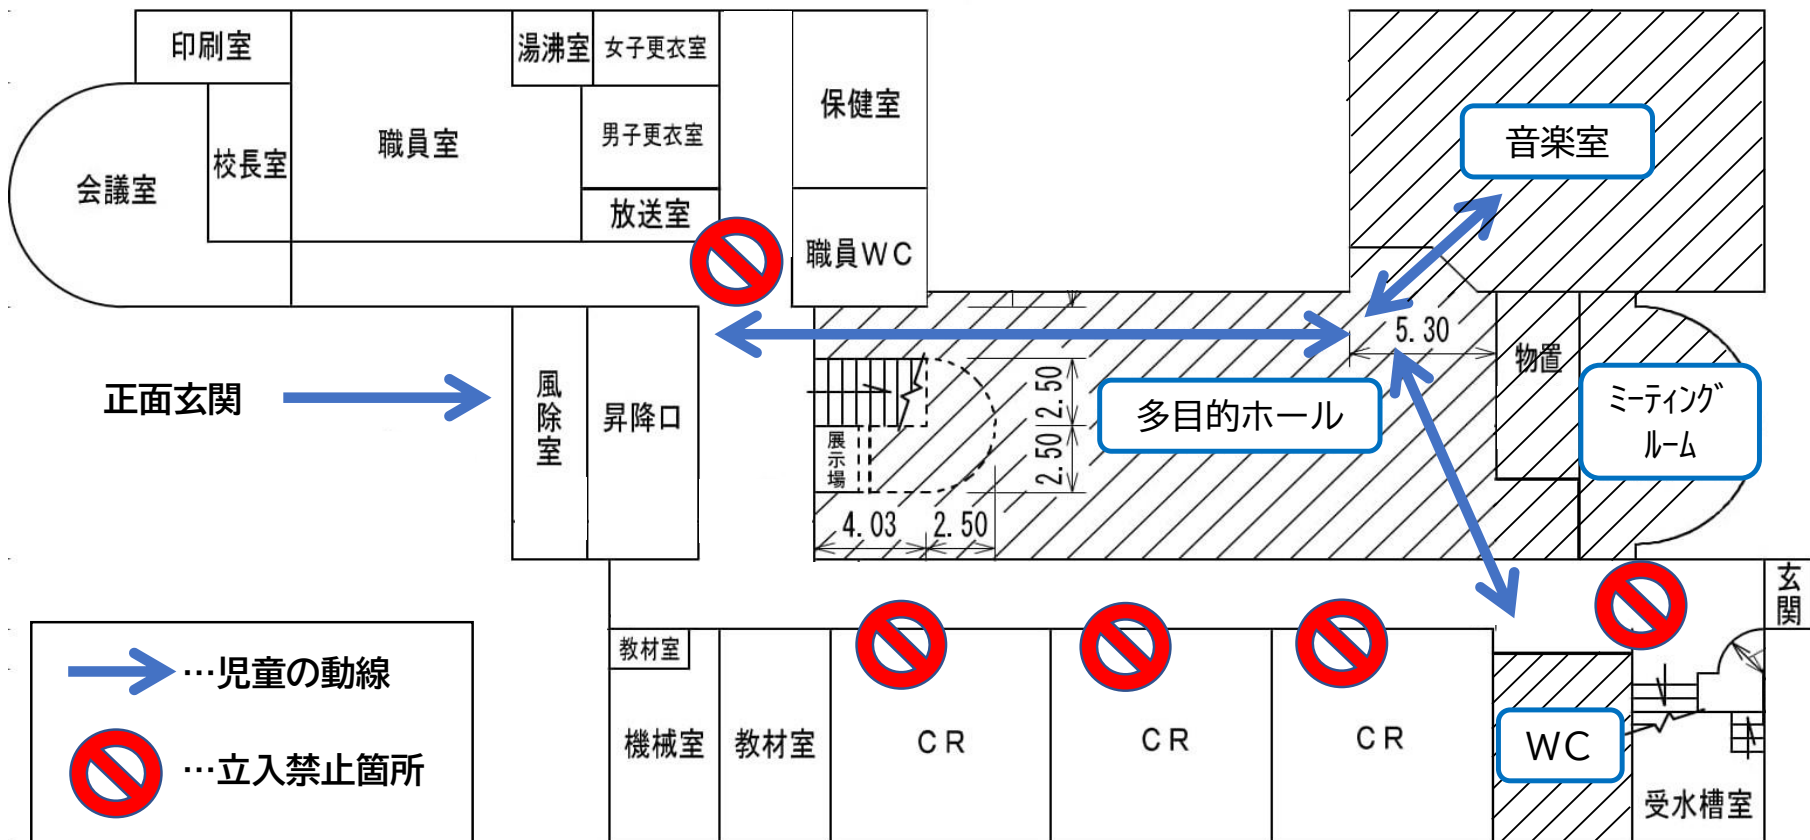 印刷室
湯沸室
女子更衣室
保健室
職員室
男子更衣室
校長室
会議室
放送室
職員WC
音楽室
5.30
物置
正面玄関
風除室
昇降口
2.50
多目的ホール
ミーティング
ルーム
展示場
2.50
4.03
2.50
玄関
教材室
…児童の動線
機械室
教材室
CR
CR
CR
WC
…立入禁止箇所
受水槽室